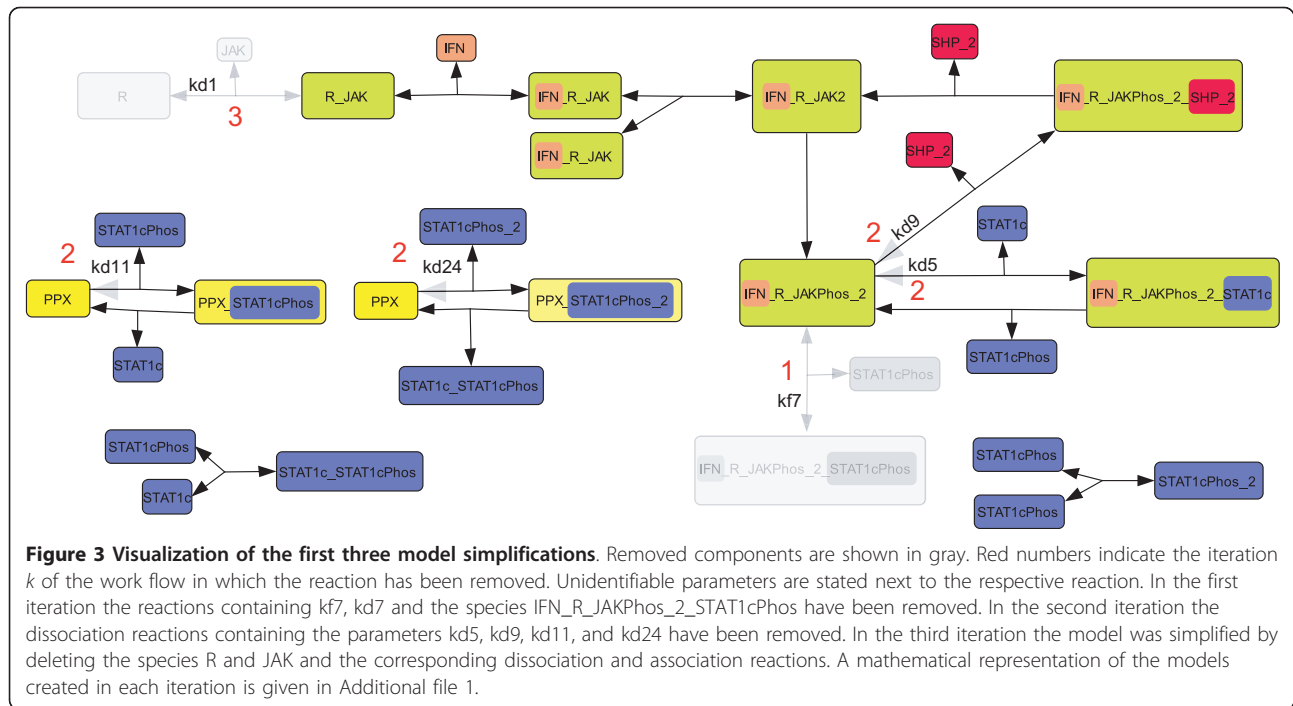 JAK
IFN
SHP_2
R
kd1
3
R_JAK
IFN_R_JAK
IFN_R_JAK2
IFN_R_JAKPhos_2_SHP_2
IFN_R_JAK
SHP_2
STAT1cPhos
STAT1cPhos_2
STAT1c
2
kd11
2
kd24
2
kd9
kd5
2
PPX
PPX_STAT1cPhos
PPX
PPX_STAT1cPhos_2
IFN_R_JAKPhos_2
IFN_R_JAKPhos_2_STAT1c
STAT1c
STAT1c_STAT1cPhos
STAT1cPhos
1
kf7
STAT1cPhos
IFN_R_JAKPhos_2_STAT1cPhos
STAT1cPhos
STAT1c
STAT1c_STAT1cPhos
STAT1cPhos
STAT1cPhos
STAT1cPhos_2
Figure 3 Visualization of the first three model simplifications. Removed components are shown in gray. Red numbers indicate the iteration
k of the work flow in which the reaction has been removed. Unidentifiable parameters are stated next to the respective reaction. In the first
iteration the reactions containing kf7, kd7 and the species IFN_R_JAKPhos_2_STAT1cPhos have been removed. In the second iteration the
dissociation reactions containing the parameters kd5, kd9, kd11, and kd24 have been removed. In the third iteration the model was simplified by
deleting the species R and JAK and the corresponding dissociation and association reactions. A mathematical representation of the models
created in each iteration is given in Additional file 1.